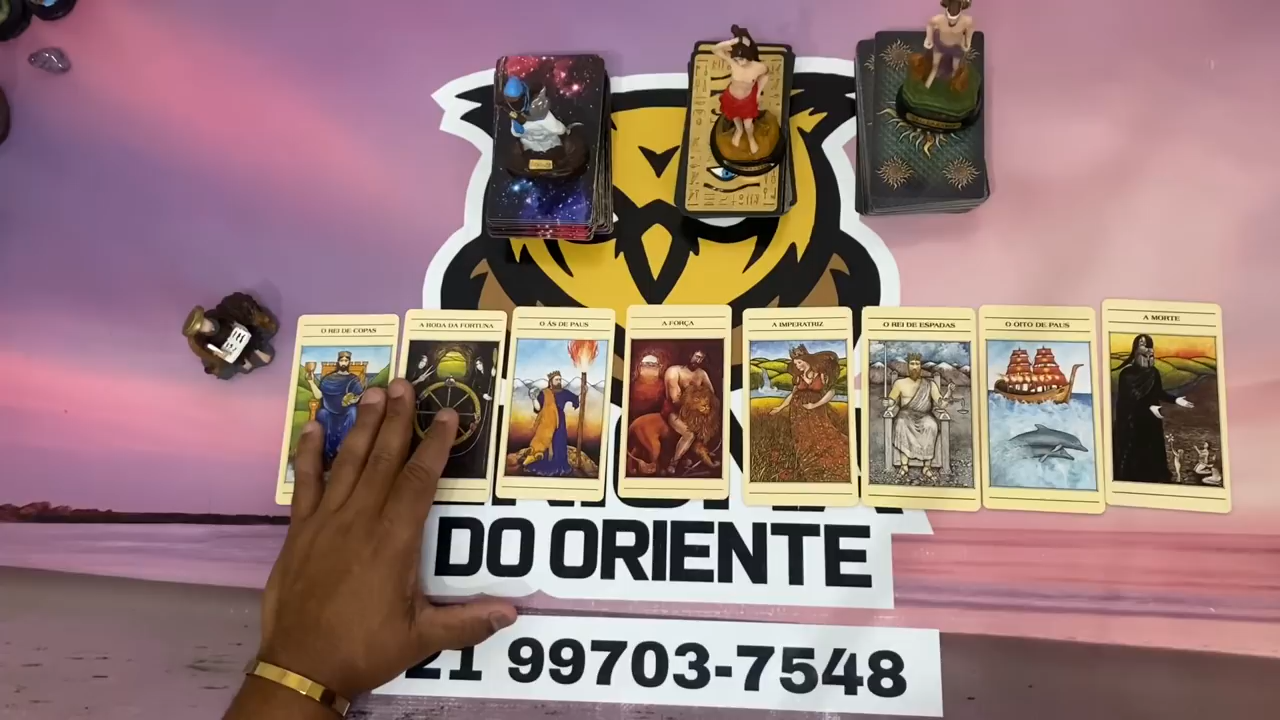 O REI DE COPAS
A RODA DA FORTUNA
O ÁS DE PAUS
A FORÇA
A IMPERATRIZ
O REI DE ESPADAS
O OITO DE PAUS
A MORTE
DO ORIENTE
21 99703-7548